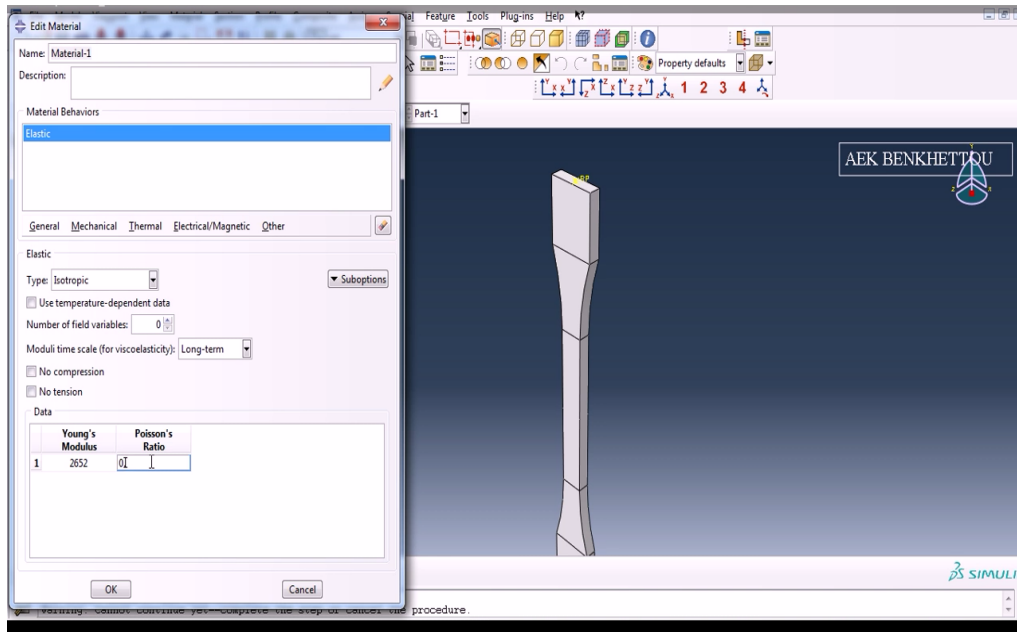 Edit Material
Feature Tools Plug-ins Help
Name: Material-1
Description:
Property defaults
1 2 3 4
Material Behaviors
Part-1
Elastic
AEK BENKHETTOU
RP
General Mechanical Thermal Electrical/Magnetic Other
Elastic
Type: Isotropic
Suboptions
Use temperature-dependent data
Number of field variables: 0
Moduli time scale (for viscoelasticity): Long-term
No compression
No tension
Data
Young's Modulus
Poisson's Ratio
1 2652 0
SIMULI
OK Cancel
Warning: Cannot continue yet--complete the step or cancel the procedure.